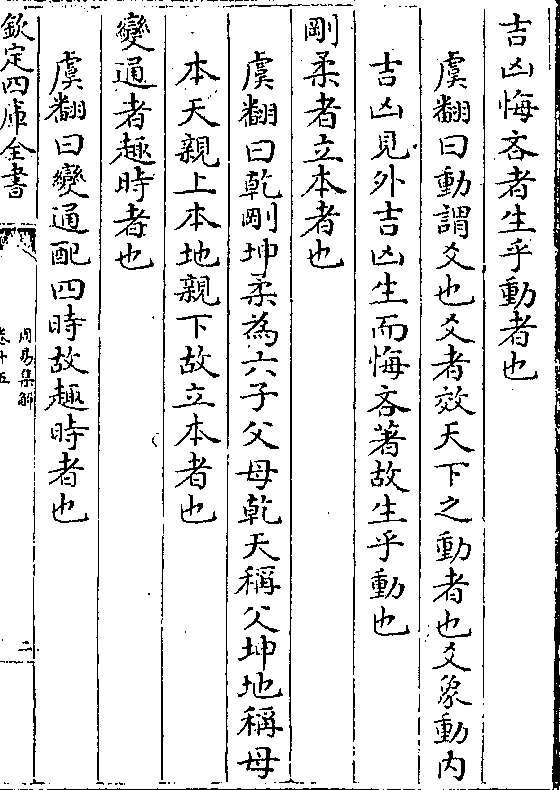 吉凶悔吝者生乎動者也
虞翻曰動謂爻也爻者效天下之動者也爻象動内
吉凶見外吉凶生而悔吝著故生乎動也
剛柔者立本者也
虞翻曰乾剛坤柔為六子父母乾天稱父坤地稱母
本天親上本地親下故立本者也
變通者趣時者也
虞翻曰變通配四時故趣時者也
欽定四庫全書
周易集解
卷十五
二